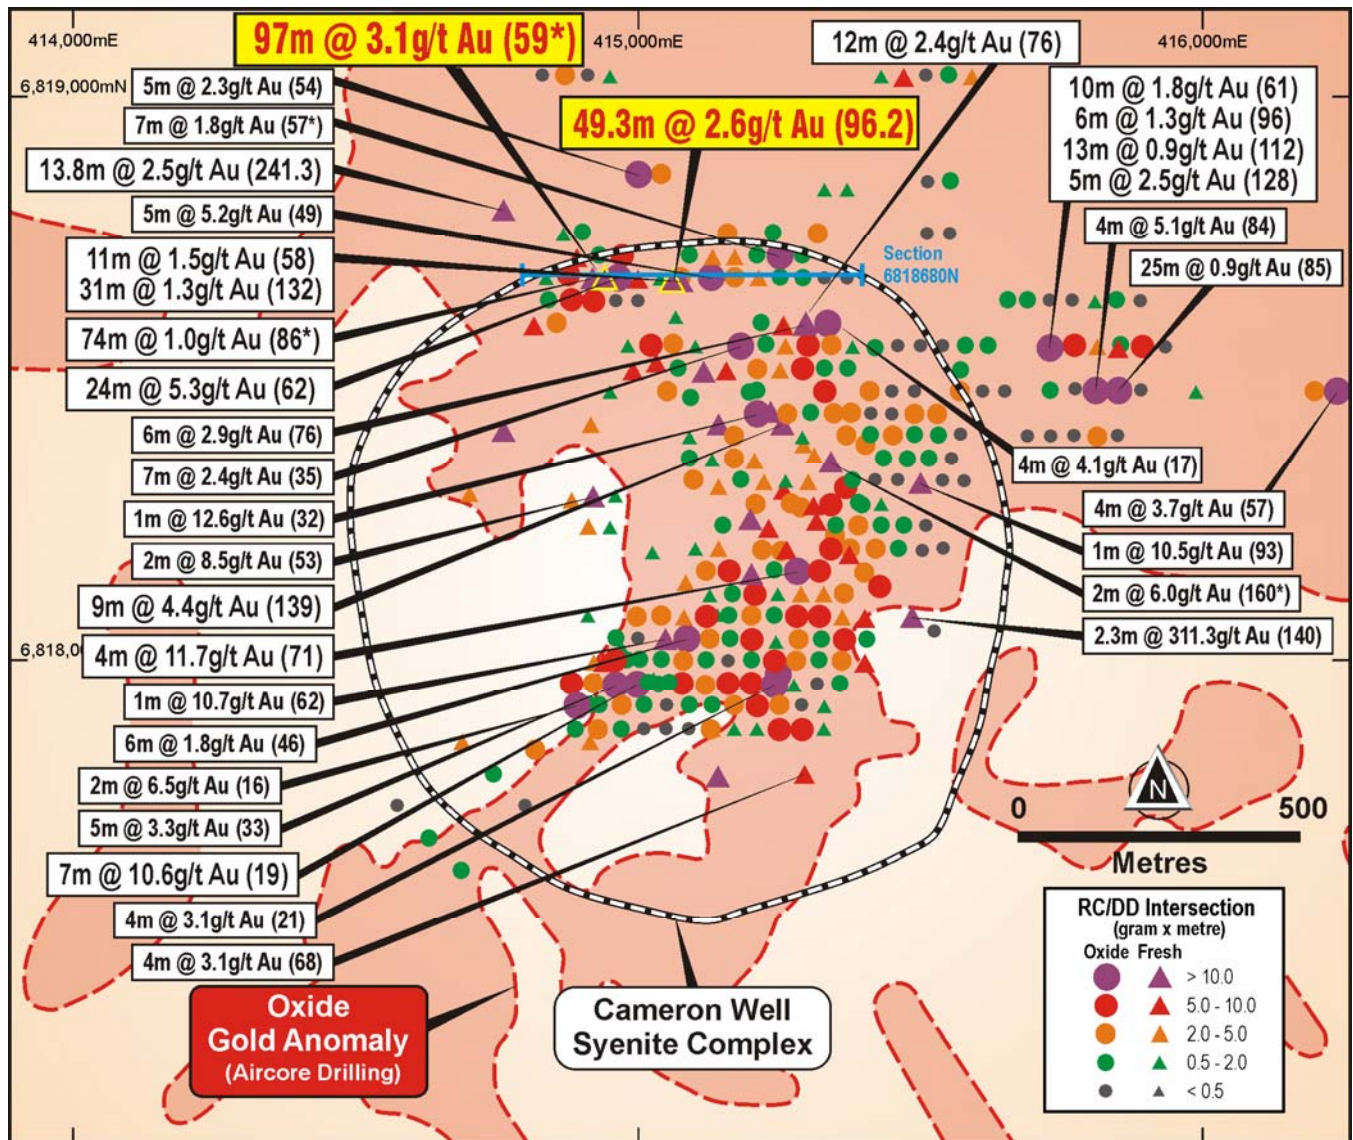 414,000mE
97m @ 3.1g/t Au (59*)
415,000mE
12m @ 2.4g/t Au (76)
416,000mE
6,819,000mN
5m @ 2.3g/t Au (54)
7m @ 1.8g/t Au (57*)
13.8m @ 2.5g/t Au (241.3)
5m @ 5.2g/t Au (49)
11m @ 1.5g/t Au (58)
31m @ 1.3g/t Au (132)
74m @ 1.0g/t Au (86*)
24m @ 5.3g/t Au (62)
6m @ 2.9g/t Au (76)
7m @ 2.4g/t Au (35)
1m @ 12.6g/t Au (32)
2m @ 8.5g/t Au (53)
9m @ 4.4g/t Au (139)
6,818,00
4m @ 11.7g/t Au (71)
1m @ 10.7g/t Au (62)
6m @ 1.8g/t Au (46)
2m @ 6.5g/t Au (16)
5m @ 3.3g/t Au (33)
7m @ 10.6g/t Au (19)
4m @ 3.1g/t Au (21)
4m @ 3.1g/t Au (68)
49.3m @ 2.6g/t Au (96.2)
10m @ 1.8g/t Au (61)
6m @ 1.3g/t Au (96)
13m @ 0.9g/t Au (112)
5m @ 2.5g/t Au (128)
4m @ 5.1g/t Au (84)
25m @ 0.9g/t Au (85)
Section
6818680N
4m @ 4.1g/t Au (17)
4m @ 3.7g/t Au (57)
1m @ 10.5g/t Au (93)
2m @ 6.0g/t Au (160*)
2.3m @ 311.3g/t Au (140)
N
0 500
Metres
RC/DD Intersection
(gram x metre)
Oxide Fresh
> 10.0
5.0 - 10.0
2.0 - 5.0
0.5 - 2.0
< 0.5
Oxide
Gold Anomaly
(Aircore Drilling)
Cameron Well
Syenite Complex